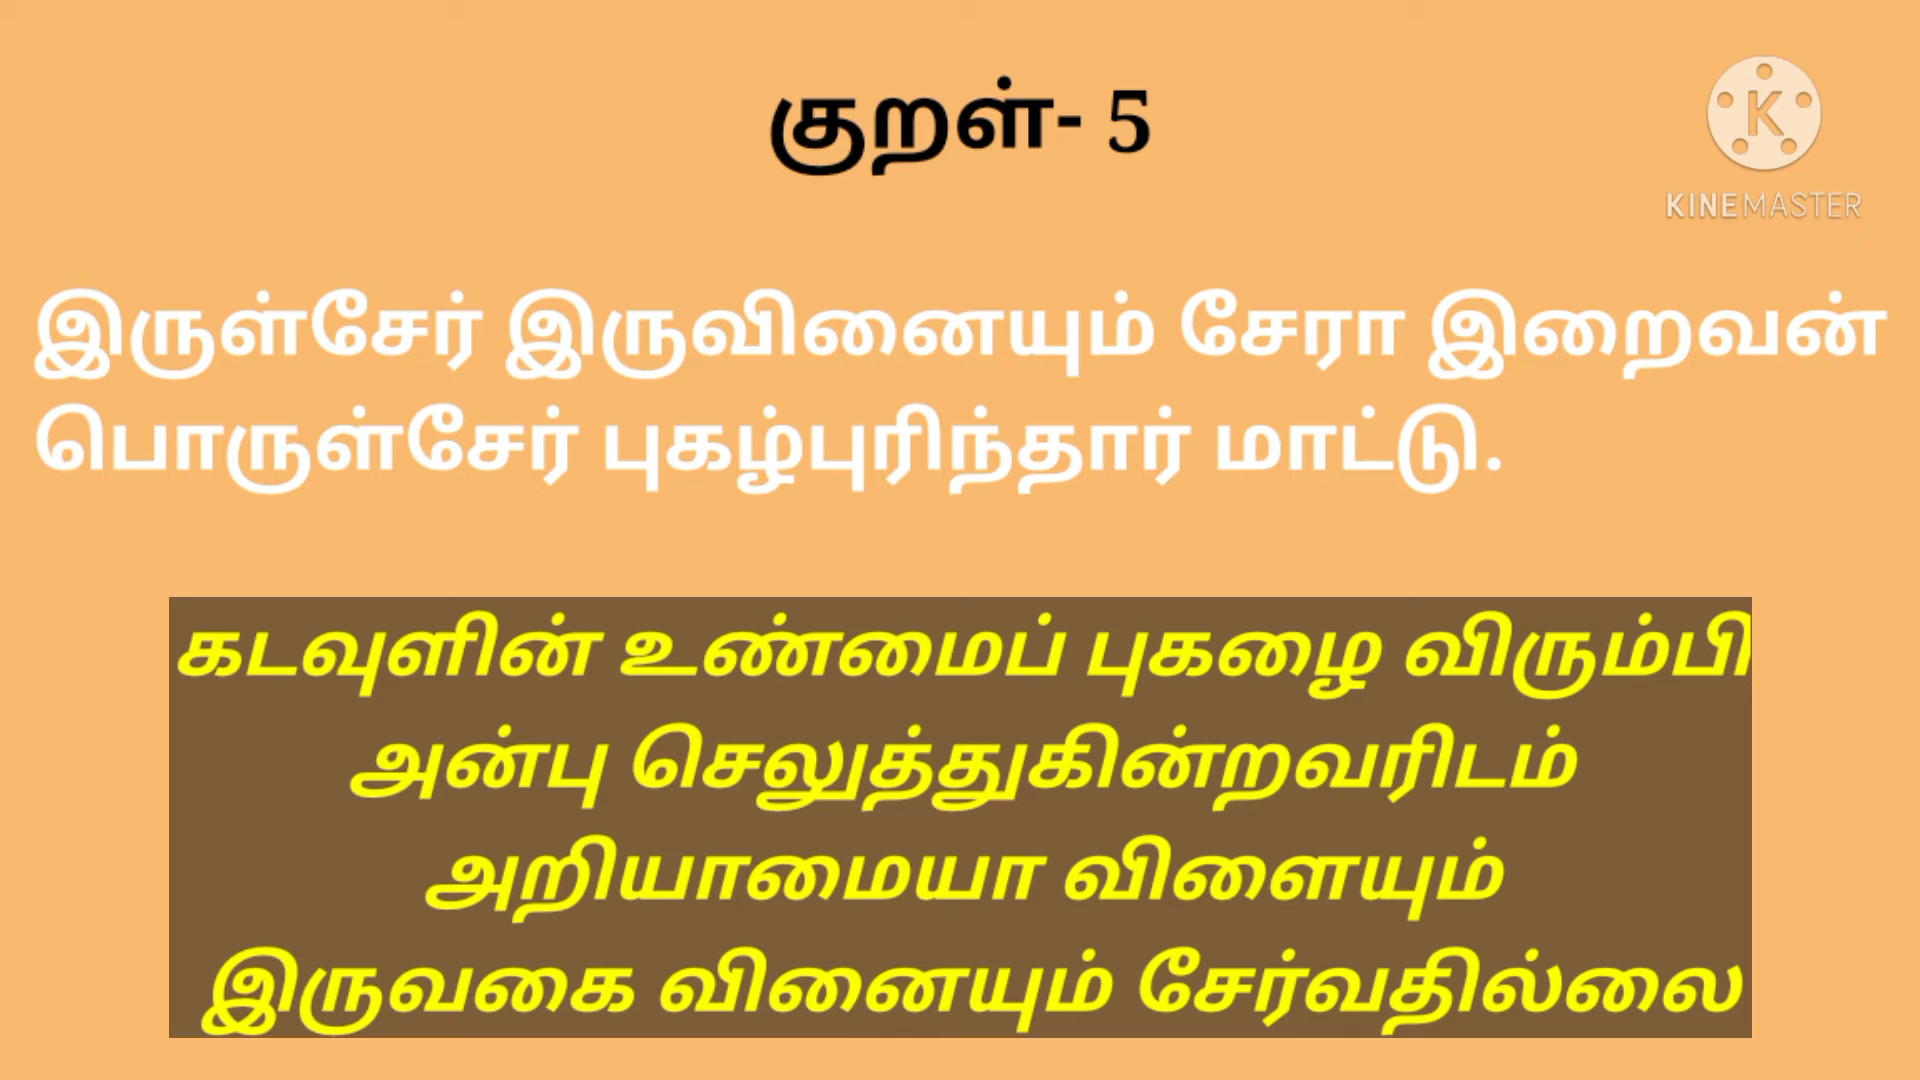 குறள்- 5
KINEMASTER
இருள்சேர் இருவினையும் சேரா இறைவன்
பொருள்சேர் புகழ்புரிந்தார் மாட்டு.
கடவுளின் உண்மைப் புகழை விரும்பி
அன்பு செலுத்துகின்றவரிடம்
அறியாமையா விளையும்
இருவகை வினையும் சேர்வதில்லை